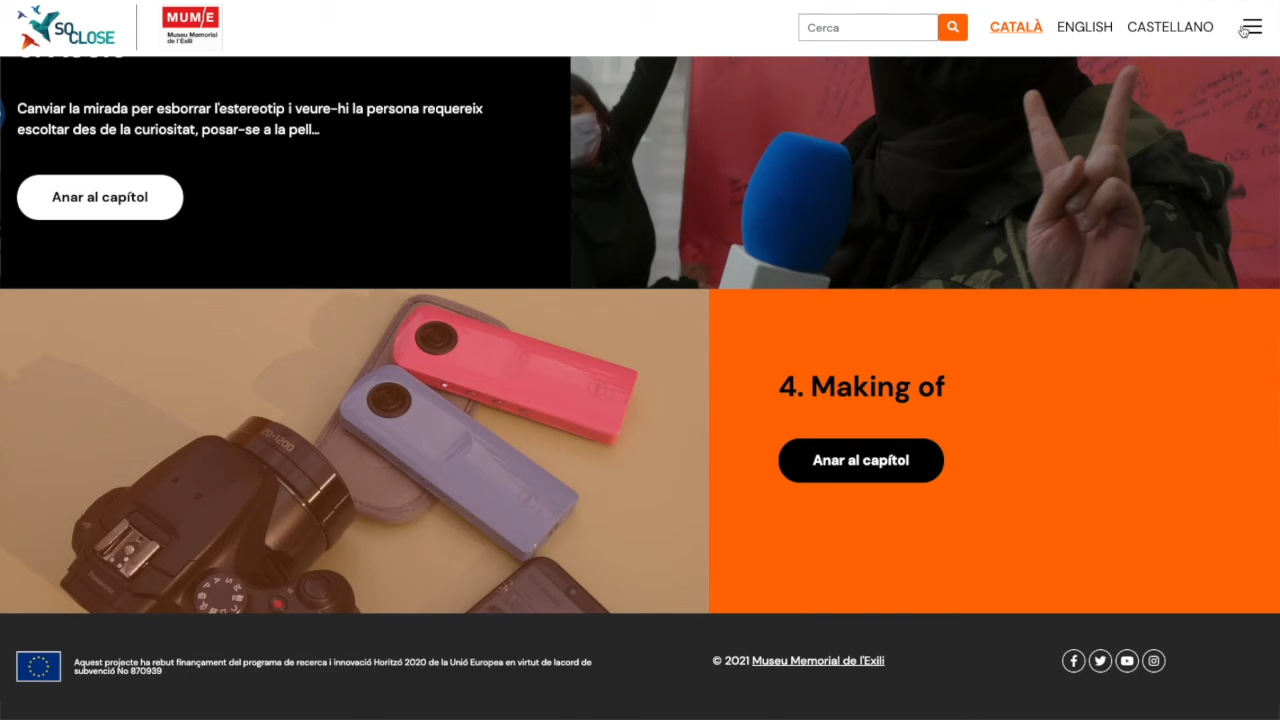 SO
CLOSE
MUM/E
Museu Memorial
de l'Exili
Cerca
CATALÀ
ENGLISH
CASTELLANO
Canviar la mirada per esborrar l'estereotip i veure-hi la persona requereix
escoltar des de la curiositat, posar-se a la pell...
Anar al capítol
4. Making of
Anar al capítol
Panasonic
Aquest projecte ha rebut finançament del programa de recerca i innovació Horitzó 2020 de la Unió Europea en virtut de lacord de
subvenció No 870939
© 2021 Museu Memorial de l'Exili